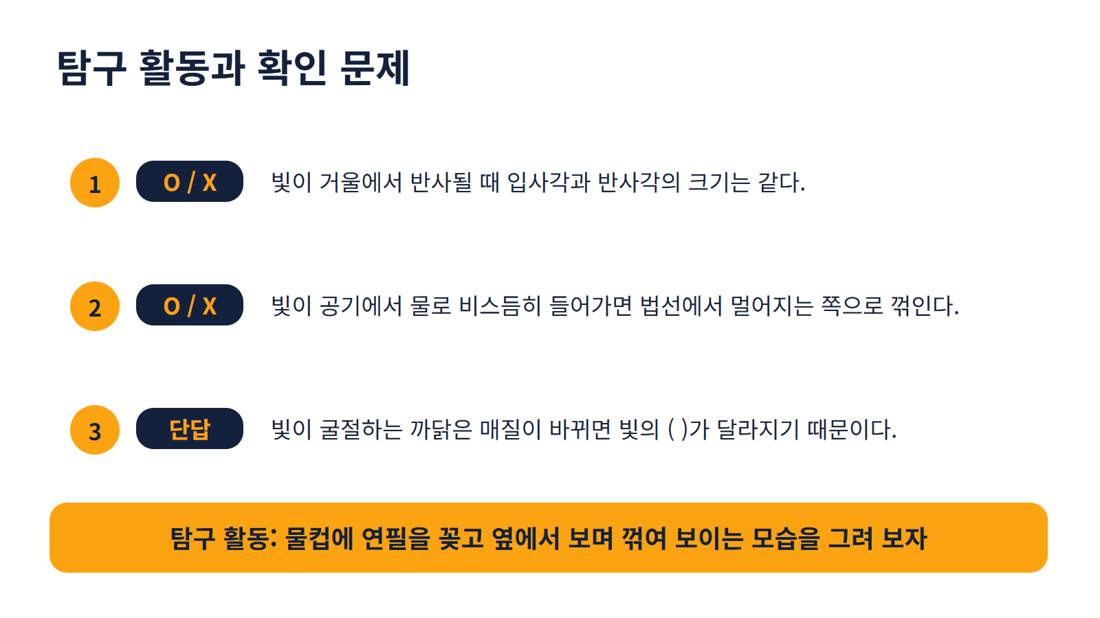 탐구 활동과 확인 문제
1 O / X 빛이 거울에서 반사될 때 입사각과 반사각의 크기는 같다.
2 O / X 빛이 공기에서 물로 비스듬히 들어가면 법선에서 멀어지는 쪽으로 꺾인다.
3 단답 빛이 굴절하는 까닭은 매질이 바뀌면 빛의 ( )가 달라지기 때문이다.
탐구 활동: 물컵에 연필을 꽂고 옆에서 보며 꺾여 보이는 모습을 그려 보자